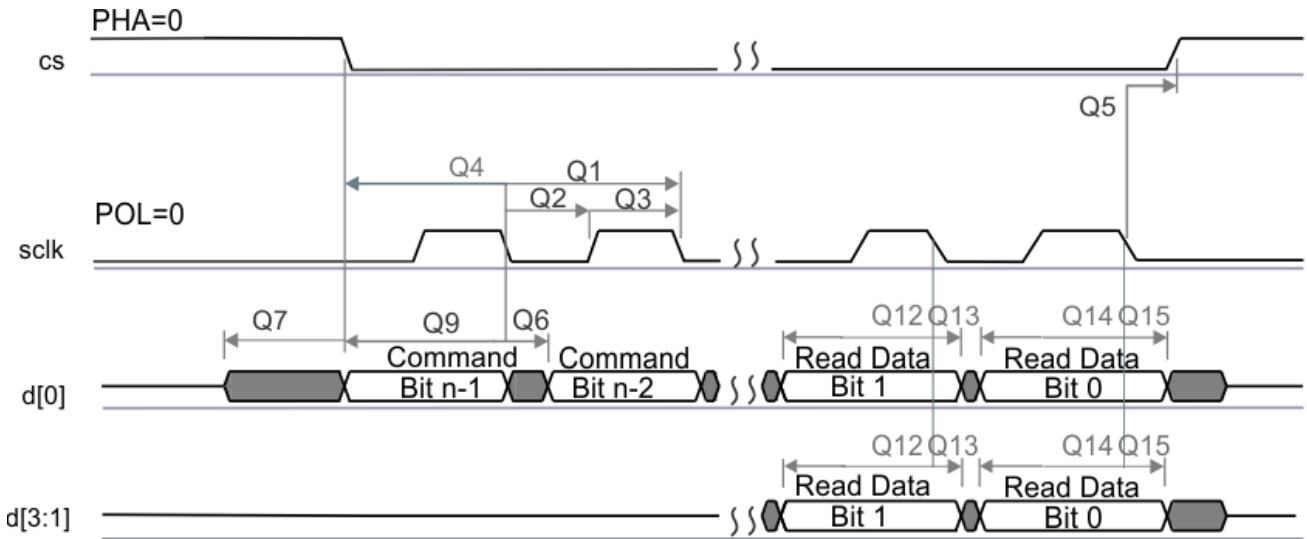 PHA=0
cs
Q5
Q4 Q1
Q2 Q3
POL=0
sclk
Q7 Q9 Q6 Q12 Q13 Q14 Q15
Command Command Read Data Read Data
d[0] Bit n-1 Bit n-2 Bit 1 Bit 0
Q12 Q13 Q14 Q15
Read Data Read Data
d[3:1] Bit 1 Bit 0